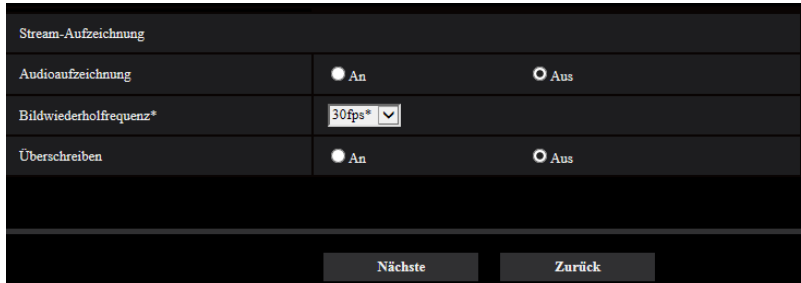 Stream-Aufzeichnung
Audioaufzeichnung An Aus
Bildwiederholfrequenz* 30fps*
Überschreiben An Aus
Nächste Zurück